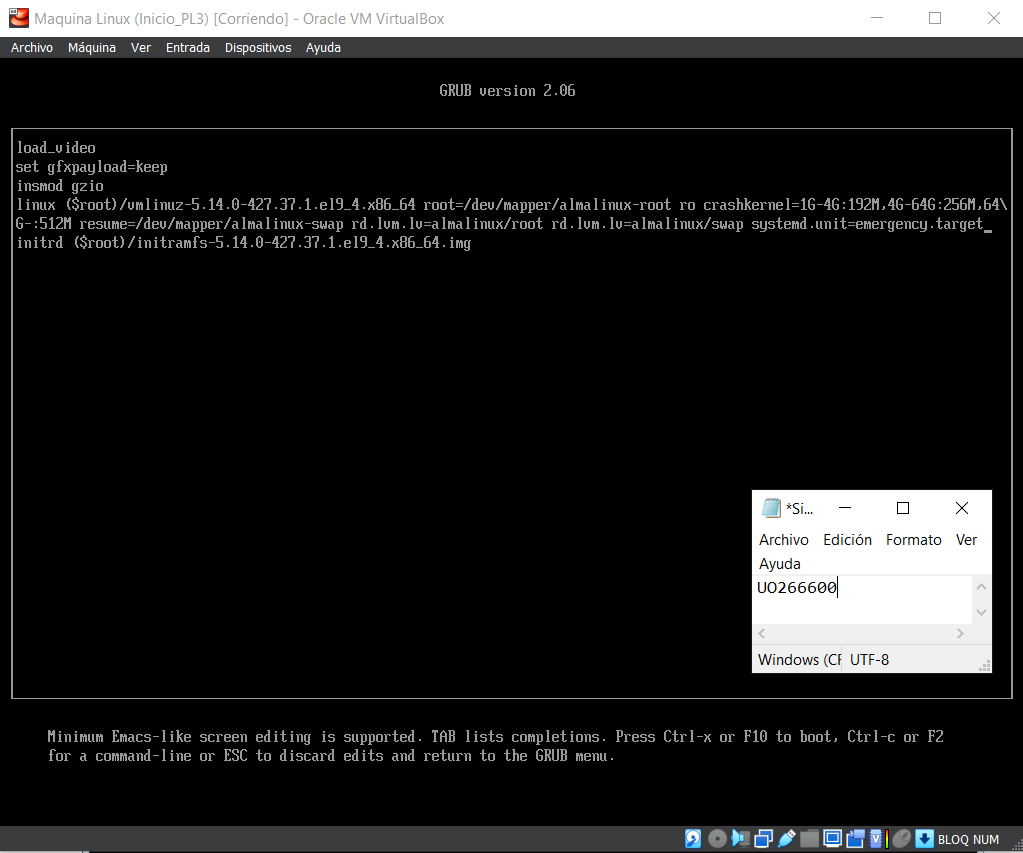 Maquina Linux (Inicio_PL3) [Corriendo] - Oracle VM VirtualBox
Archivo Máquina Ver Entrada Dispositivos Ayuda
GRUB version 2.06
load_video
set gfxpayload=keep
insmod gzio
linux ($root)/vmlinuz-5.14.0-427.37.1.el9_4.x86_64 root=/dev/mapper/almalinux-root ro crashkernel=1G-4G:192M,4G-64G:256M,64\
G-:512M resume=/dev/mapper/almalinux-swap rd.lvm.lv=almalinux/root rd.lvm.lv=almalinux/swap systemd.unit=emergency.target_
initrd ($root)/initramfs-5.14.0-427.37.1.el9_4.x86_64.img
*Si...
Archivo Edición Formato Ver
Ayuda
UO266600
Windows (CF UTF-8
Minimum Emacs-like screen editing is supported. TAB lists completions. Press Ctrl-x or F10 to boot, Ctrl-c or F2
for a command-line or ESC to discard edits and return to the GRUB menu.
BLOQ NUM